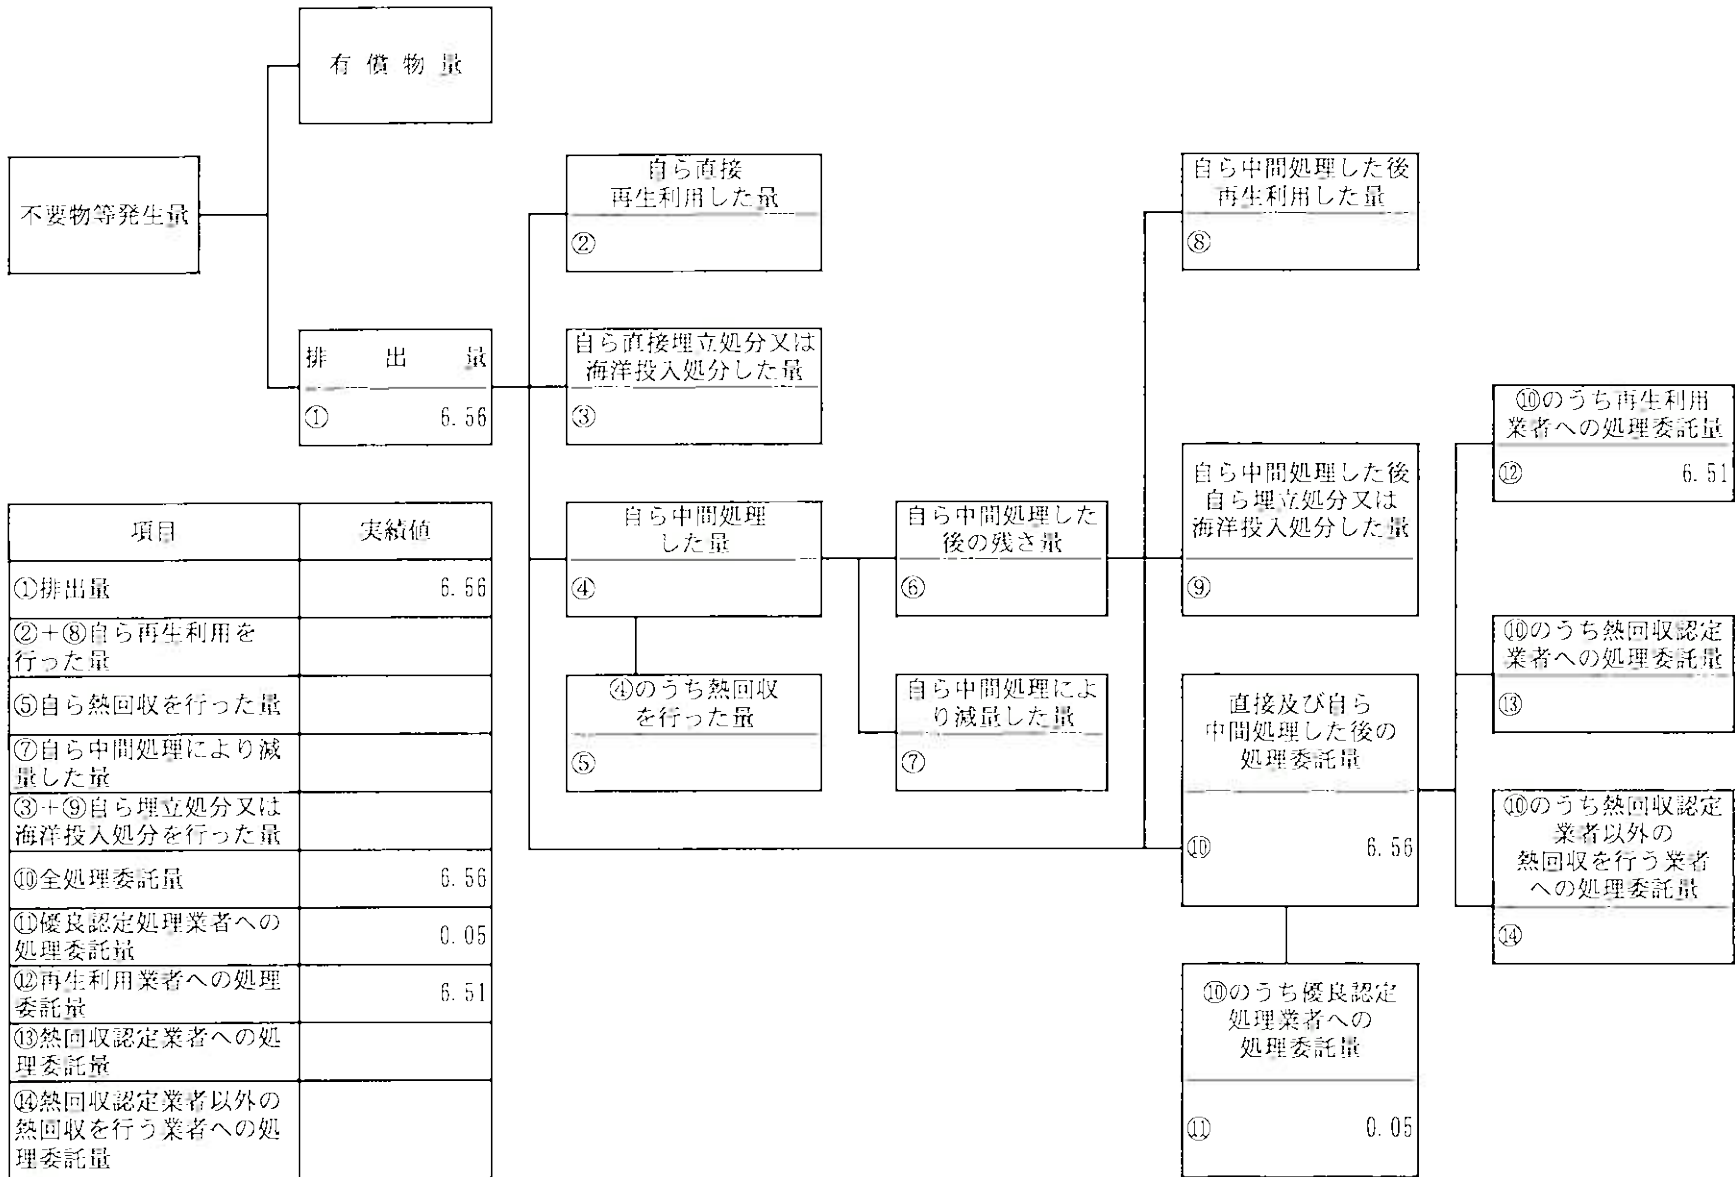 有償物量
不要物等発生量
自ら直接
再生利用した量
②
自ら中間処理した後
再生利用した量
⑧
排出量
① 6.56
自ら直接埋立処分又は
海洋投入処分した量
③
⑩のうち再生利用
業者への処理委託量
⑫ 6.51
自ら中間処理
した量
④
自ら中間処理した
後の残さ量
⑥
自ら中間処理した後
自ら埋立処分又は
海洋投入処分した量
⑨
⑩のうち熱回収認定
業者への処理委託量
⑬
④のうち熱回収
を行った量
⑤
自ら中間処理によ
り減量した量
⑦
直接及び自ら
中間処理した後の
処理委託量
⑩ 6.56
⑩のうち熱回収認定
業者以外の
熱回収を行う業者
への処理委託量
⑭
⑩のうち優良認定
処理業者への
処理委託量
⑪ 0.05
項目 実績値
①排出量 6.56
②＋⑧自ら再生利用を
行った量
⑤自ら熱回収を行った量
⑦自ら中間処理により減
量した量
③＋⑨自ら埋立処分又は
海洋投入処分を行った量
⑩全処理委託量 6.56
⑪優良認定処理業者への
処理委託量 0.05
⑫再生利用業者への処理
委託量 6.51
⑬熱回収認定業者への処
理委託量
⑭熱回収認定業者以外の
熱回収を行う業者への処
理委託量